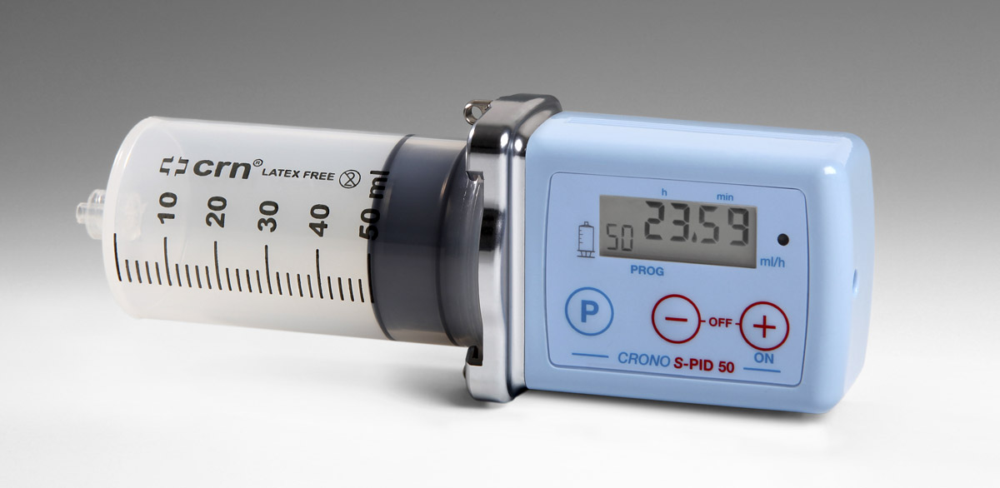 crn® LATEX FREE 2
10 20 30 40 50 ml
h min
50 23.59
ml/h
PROG
P − OFF +
ON
CRONO S-PID 50